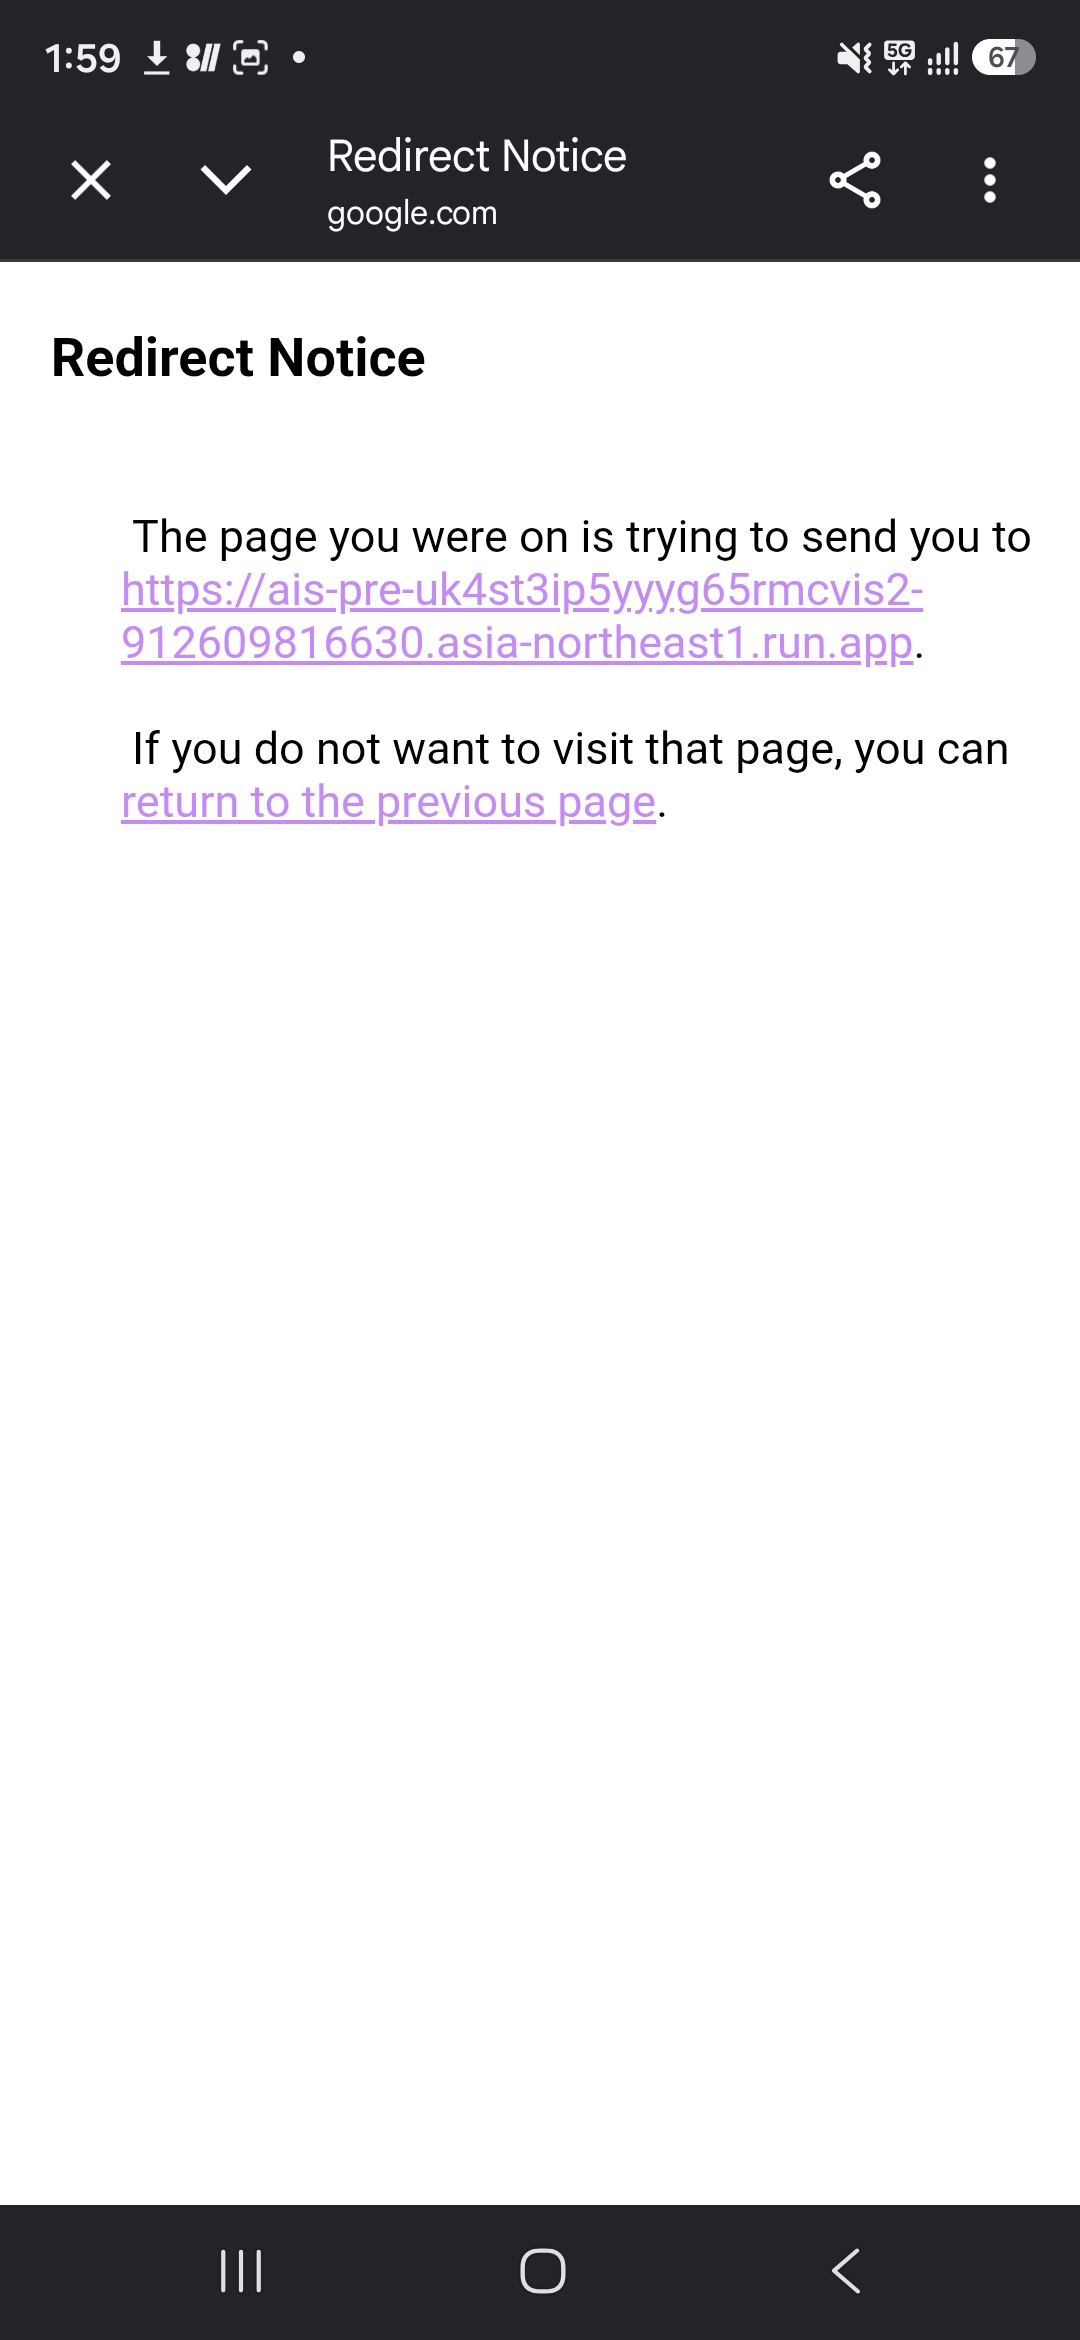 1:59
5G
67
Redirect Notice
google.com
Redirect Notice
The page you were on is trying to send you to
https://ais-pre-uk4st3ip5yyyg65rmcvis2-
912609816630.asia-northeast1.run.app.
If you do not want to visit that page, you can
return to the previous page.